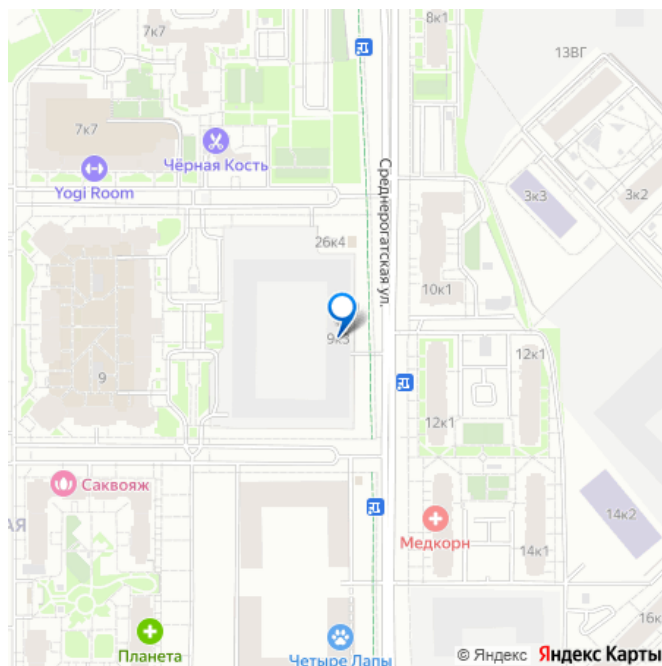 7к7
8к1
13ВГ
7к7
Чёрная Кость
Yogi Room
Среднерогатская ул.
3к3
3к2
26к4
10к1
9к3
12к1
9
12к1
Саквояж
АЯ
Медкорн
14к2
14к1
16к
Планета
Четыре Лапы
© Яндекс Яндекс Карты